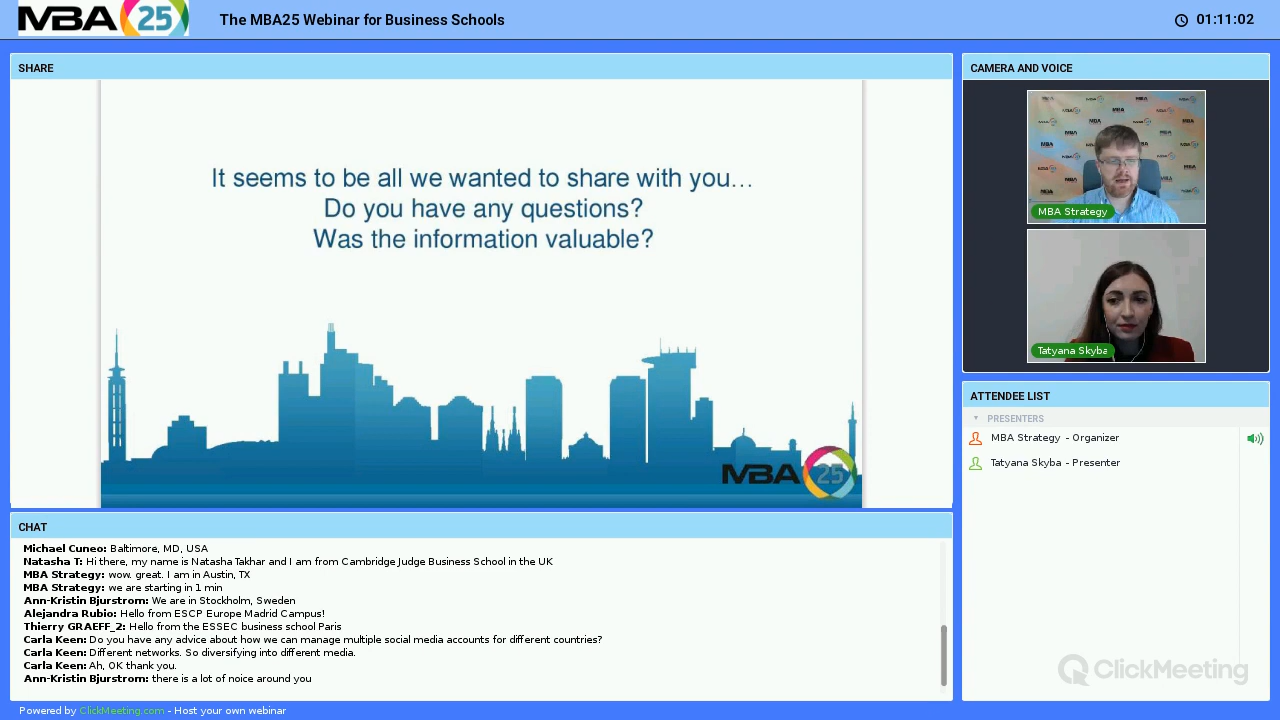 MBA 25
The MBA25 Webinar for Business Schools
01:11:02
SHARE
It seems to be all we wanted to share with you...
Do you have any questions?
Was the information valuable?
MBA 25
CAMERA AND VOICE
MBA Strategy
Tatyana Skyba
ATTENDEE LIST
PRESENTERS
MBA Strategy - Organizer
Tatyana Skyba - Presenter
ClickMeeting
CHAT
Michael Cuneo: Baltimore, MD, USA
Natasha T: Hi there, my name is Natasha Takhar and I am from Cambridge Judge Business School in the UK
MBA Strategy: wow. great. I am in Austin, TX
MBA Strategy: we are starting in 1 min
Ann-Kristin Bjurstrom: We are in Stockholm, Sweden
Alejandra Rubio: Hello from ESCP Europe Madrid Campus!
Thierry GRAEFF_2: Hello from the ESSEC business school Paris
Carla Keen: Do you have any advice about how we can manage multiple social media accounts for different countries?
Carla Keen: Different networks. So diversifying into different media.
Carla Keen: Ah, OK thank you.
Ann-Kristin Bjurstrom: there is a lot of noice around you
Powered by ClickMeeting.com - Host your own webinar